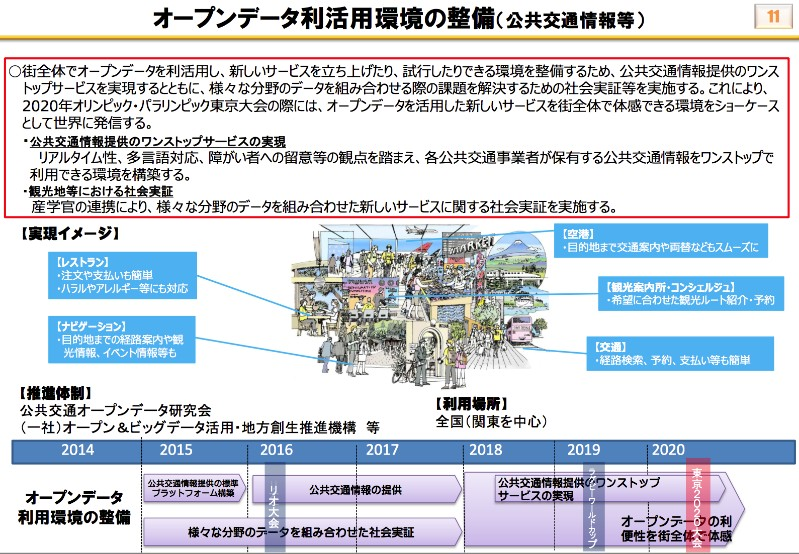 オープンデータ利活用環境の整備(公共交通情報等)
11
○街全体でオープンデータを利活用し、新しいサービスを立ち上げたり、試行したりできる環境を整備するため、公共交通情報提供のワンス
トップサービスを実現するとともに、様々な分野のデータを組み合わせる際の課題を解決するための社会実証等を実施する。これにより、
2020年オリンピック・パラリンピック東京大会の際には、オープンデータを活用した新しいサービスを街全体で体感できる環境をショーケース
として世界に発信する。
・公共交通情報提供のワンストップサービスの実現
リアルタイム性、多言語対応、障がい者への留意等の観点を踏まえ、各公共交通事業者が保有する公共交通情報をワンストップで
利用できる環境を構築する。
・観光地等における社会実証
産学官の連携により、様々な分野のデータを組み合わせた新しいサービスに関する社会実証を実施する。
【実現イメージ】
【レストラン】
・注文や支払いも簡単
・ハラルやアレルギー等にも対応
【ナビゲーション】
・目的地までの経路案内や観
光情報、イベント情報等も
MARKET
【空港】
・目的地まで交通案内や両替などもスムーズに
【観光案内所・コンシェルジュ】
・希望に合わせた観光ルート紹介・予約
【交通】
・経路検索、予約、支払い等も簡単
【推進体制】
公共交通オープンデータ研究会
(一社)オープン&ビッグデータ活用・地方創生推進機構 等
【利用場所】
全国(関東を中心)
2014 2015 2016 2017 2018 2019 2020
オープンデータ
利用環境の整備
公共交通情報提供の標準
プラットフォーム構築
リオ大会
公共交通情報の提供
様々な分野のデータを組み合わせた社会実証
公共交通情報提供のワンストップ
サービスの実現
ラグビーワールドカップ
東京2020大会
オープンデータの利
便性を街全体で体感